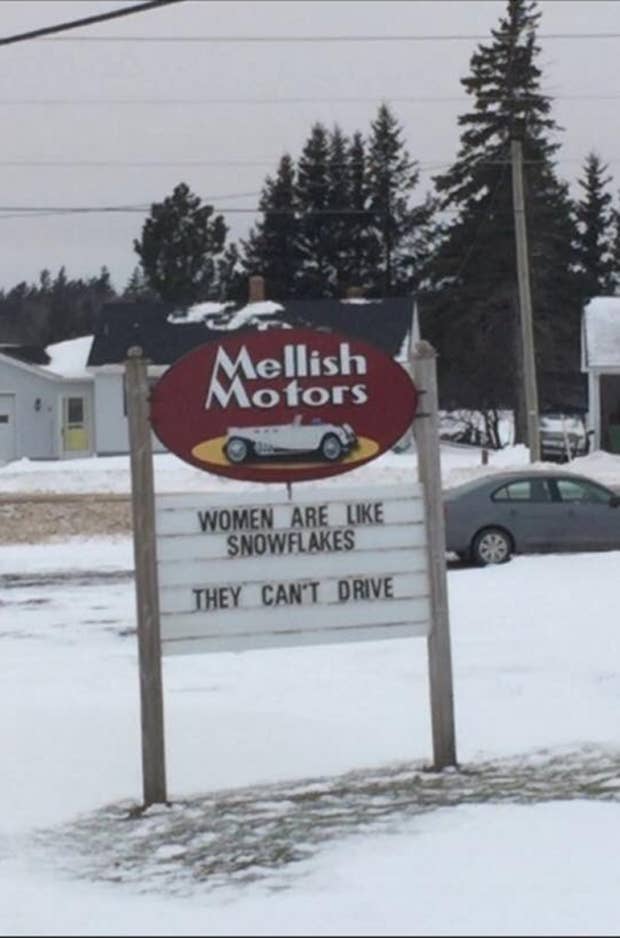 Mellish
Motors
WOMEN ARE LIKE
SNOWFLAKES
THEY CAN'T DRIVE